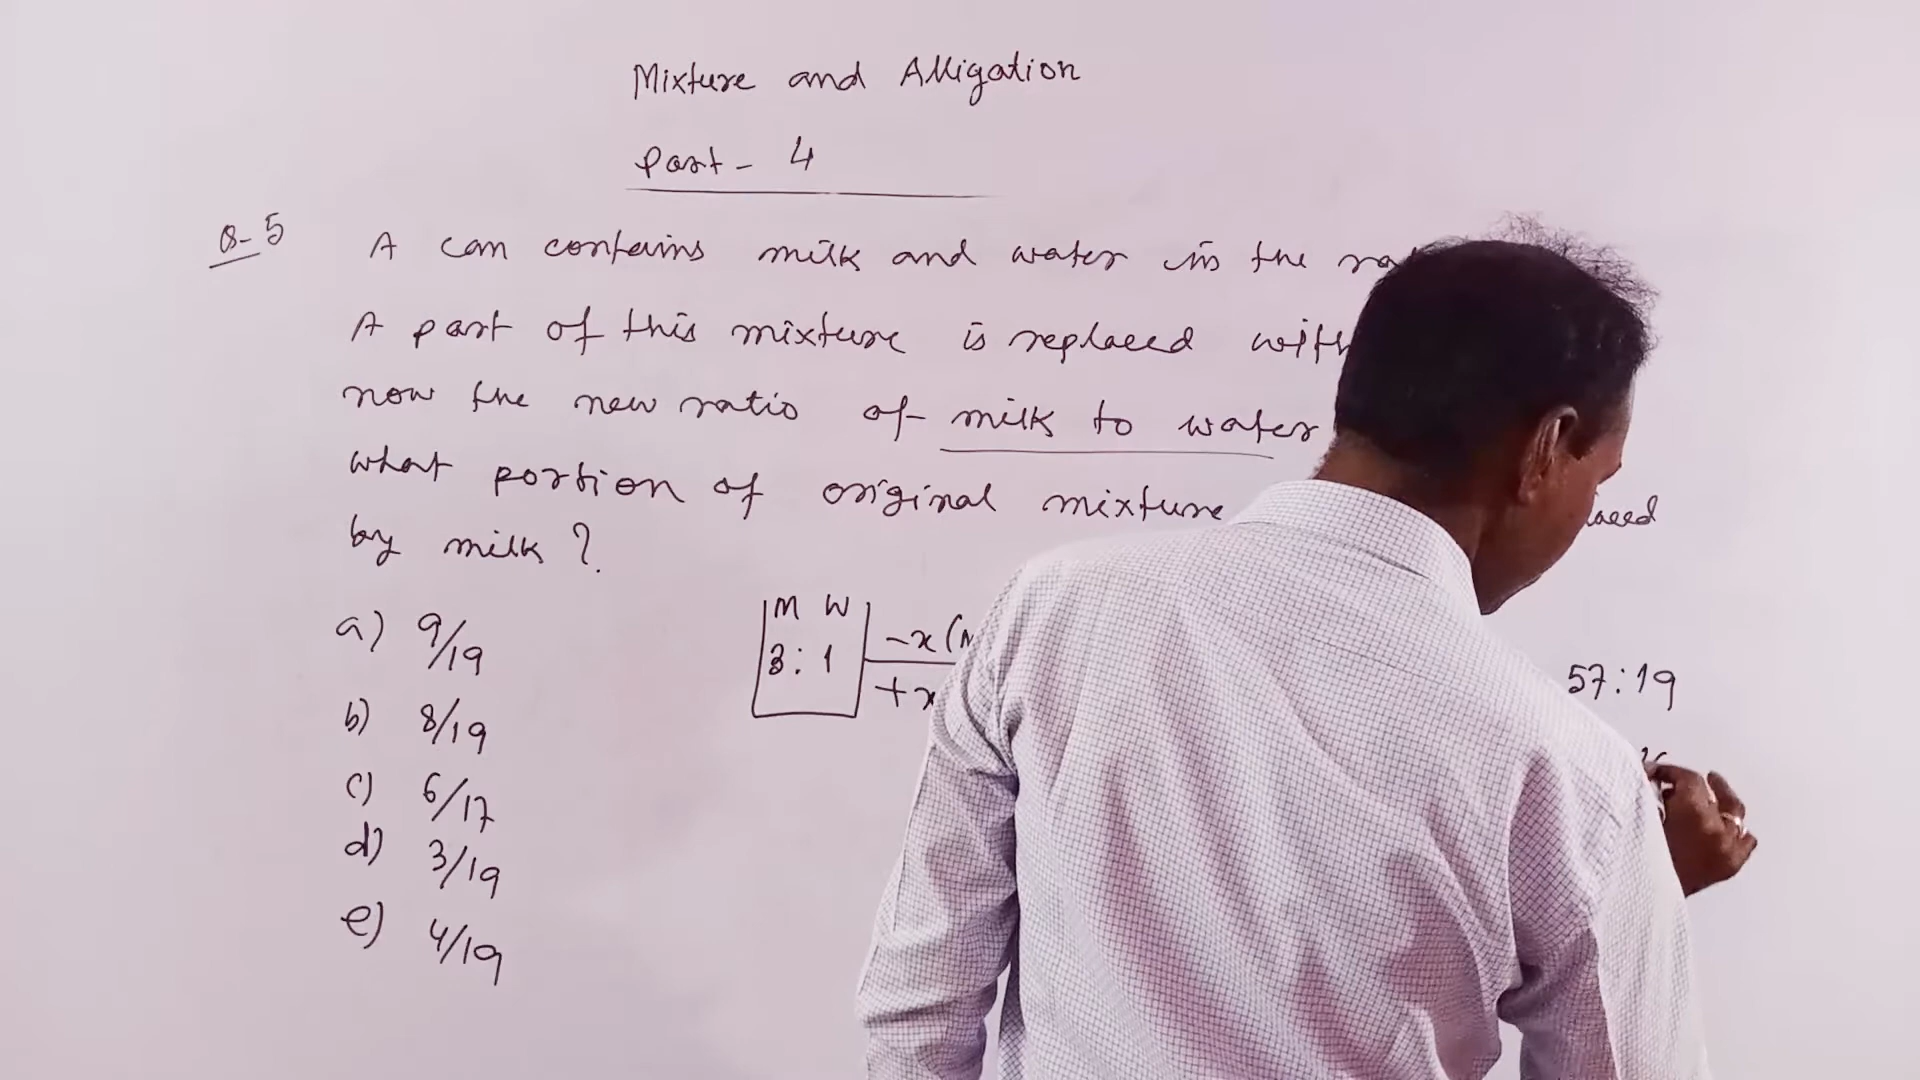 Mixture and Alligation
Part - 4
Q-5 A can contains milk and water in the
A part of this mixture is replaced with
now the new ratio of milk to water
what portion of original mixture
by milk ?
a) 9/19
b) 8/19
c) 6/17
d) 3/19
e) 4/19
M W
3 : 1
-x (
+x
57 : 19